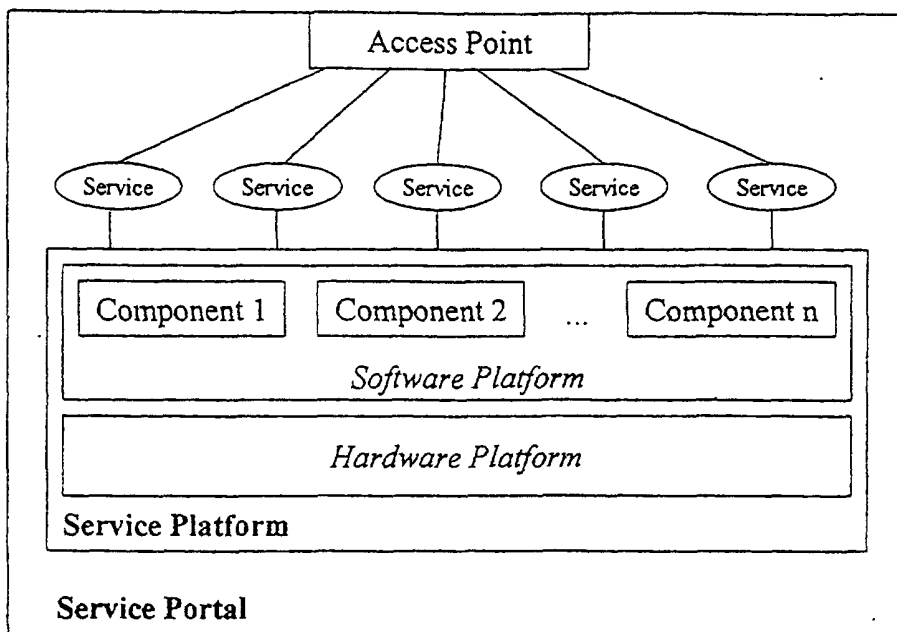 Access Point
Service Service Service Service Service
Component 1 Component 2 ... Component n
Software Platform
Hardware Platform
Service Platform
Service Portal